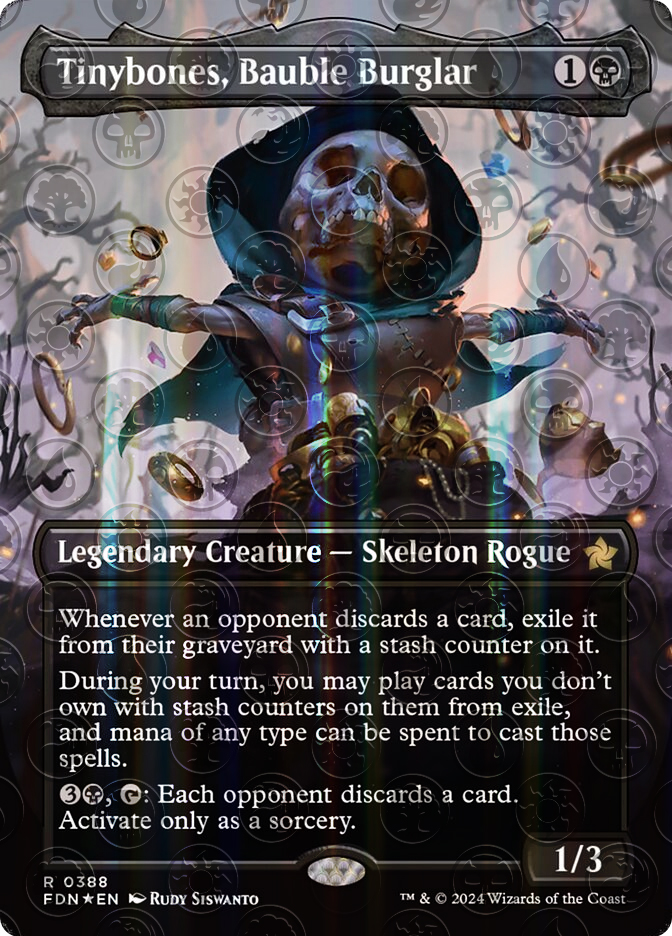 Tinybones, Bauble Burglar
1
Legendary Creature — Skeleton Rogue
Whenever an opponent discards a card, exile it
from their graveyard with a stash counter on it.
During your turn, you may play cards you don't
own with stash counters on them from exile,
and mana of any type can be spent to cast those
spells.
3, : Each opponent discards a card.
Activate only as a sorcery.
1/3
R 0388
FDN★EN Rudy Siswanto
™ & © 2024 Wizards of the Coast